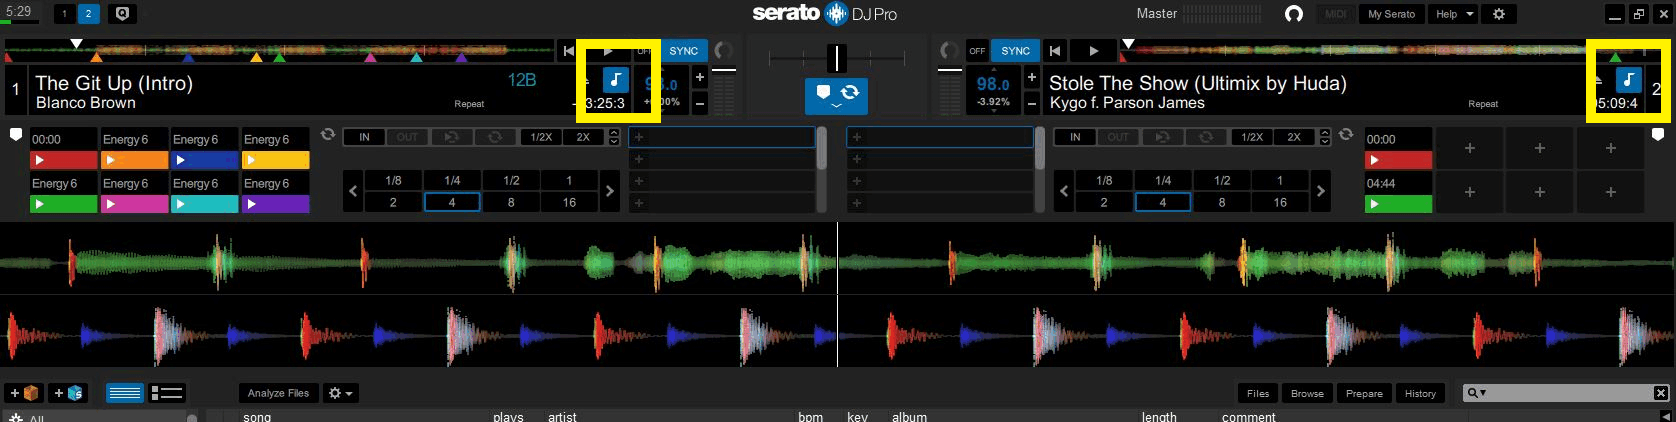 5:29 1 2 serato DJ Pro Master MIDI My Serato Help
OFF SYNC OFF SYNC
1 The Git Up (Intro) 12B 98.0 98.0 Stole The Show (Ultimix by Huda) 2
Blanco Brown Repeat 3:25:3 -3.92% Kygo f. Parson James Repeat 05:09:4
00:00 Energy 6 Energy 6 Energy 6 IN OUT 1/2X 2X IN OUT 1/2X 2X 00:00
1/8 1/4 1/2 1 1/8 1/4 1/2 1
Energy 6 Energy 6 Energy 6 Energy 6 04:44
2 4 8 16 2 4 8 16
Analyze Files Files Browse Prepare History
All song plays artist bpm key album length comment